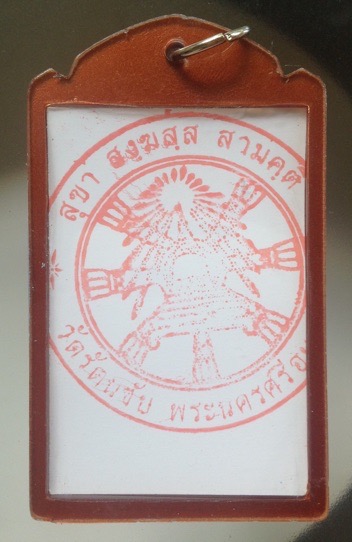 สุขา สงฺฆสฺส สามคฺคี
วัดรัตนชัย พระนครศรีอ